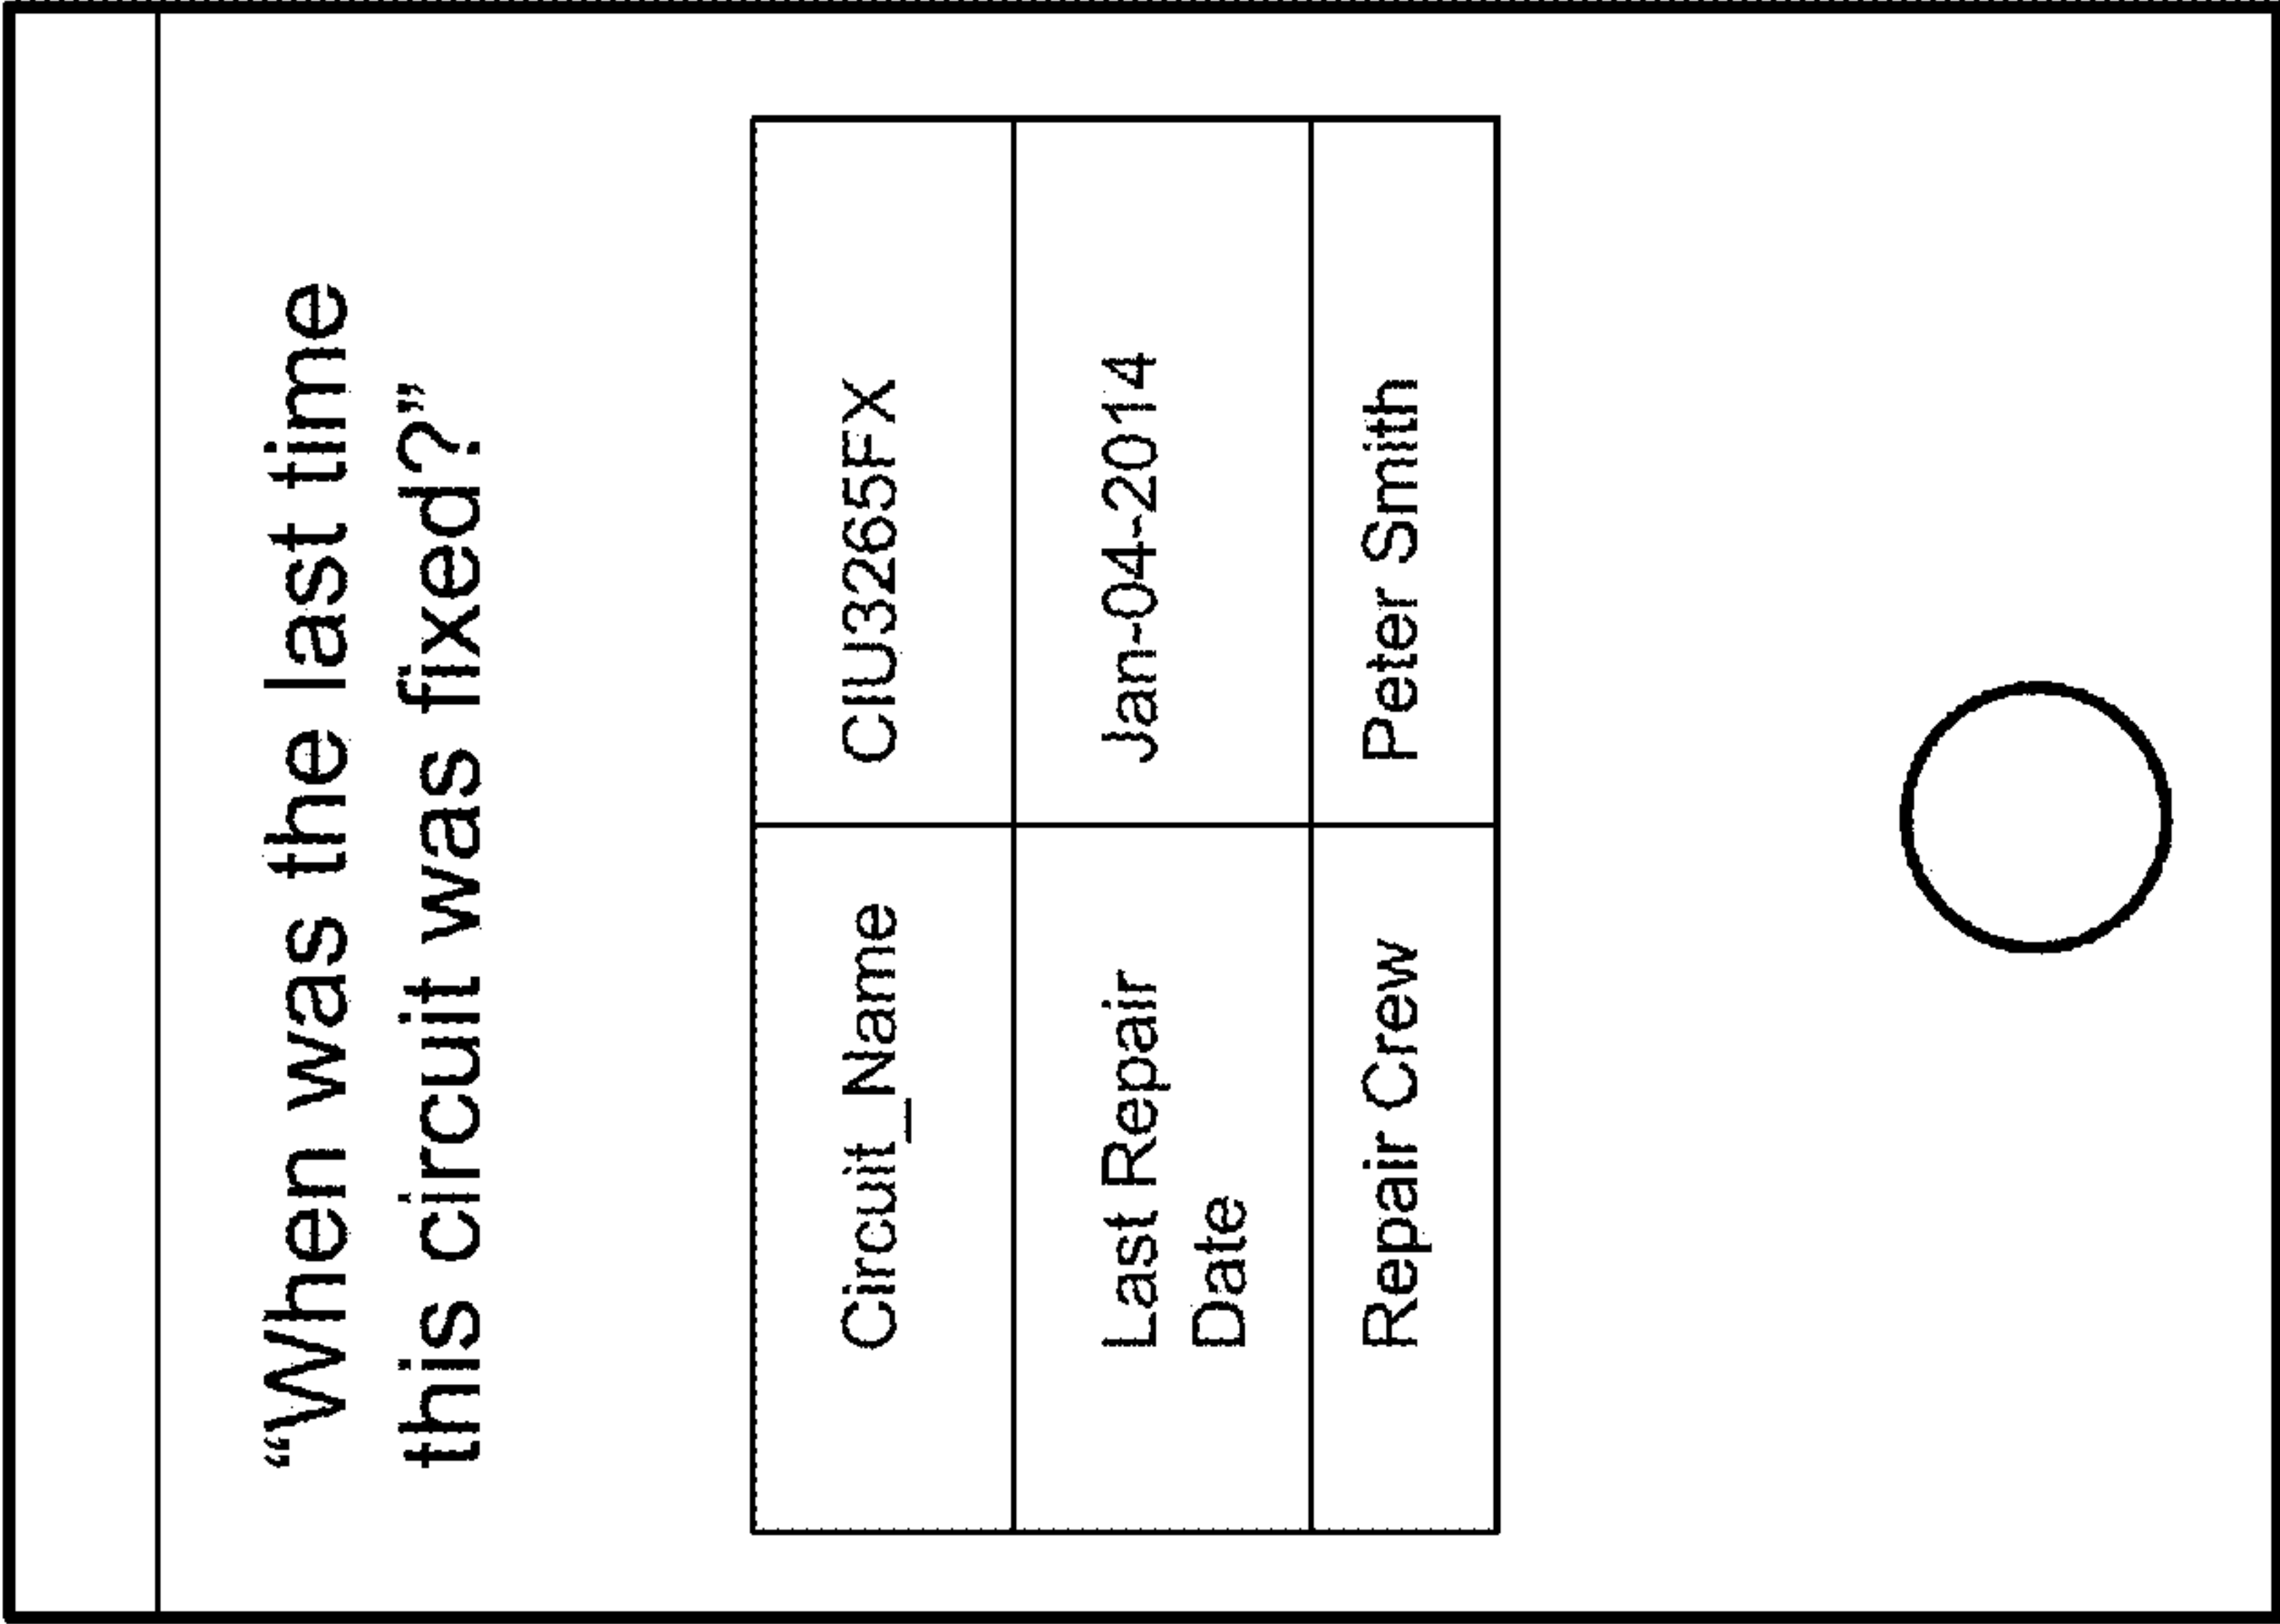 “When was the last time
this circuit was fixed?”
Circuit_Name CIU3265FX
Last Repair Jan-04-2014
Date
Repair Crew Peter Smith